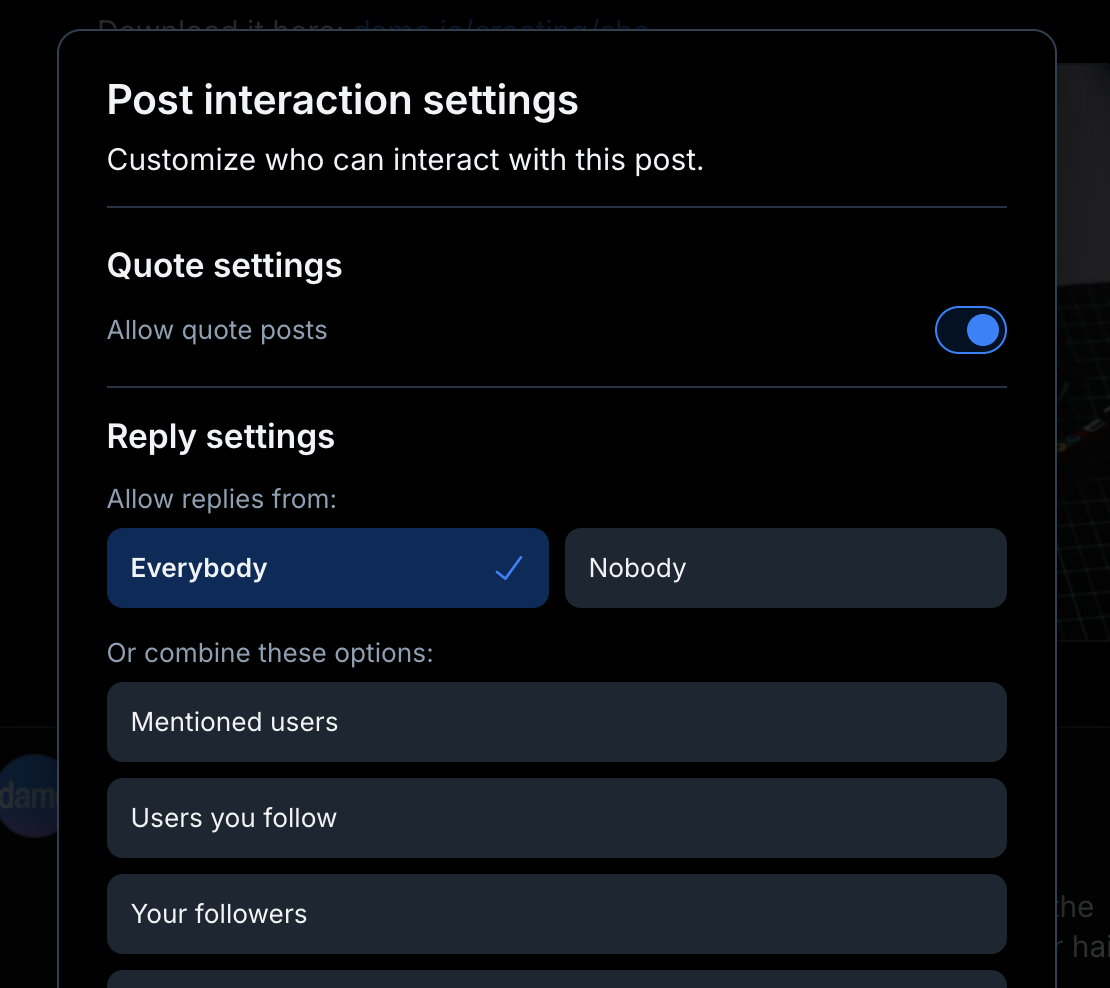 Download it here:
Post interaction settings
Customize who can interact with this post.
Quote settings
Allow quote posts
Reply settings
Allow replies from:
Everybody
Nobody
Or combine these options:
Mentioned users
Users you follow
dame
Your followers
the
r hai